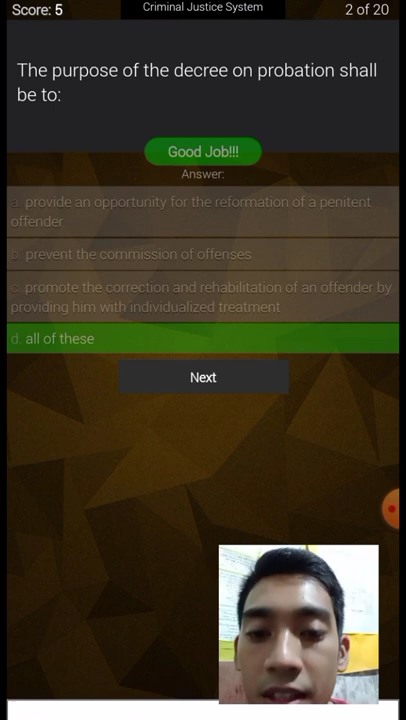 Score: 5
Criminal Justice System
2 of 20
The purpose of the decree on probation shall
be to:
Good Job!!!
Answer:
a. provide an opportunity for the reformation of a penitent
offender
b. prevent the commission of offenses
c. promote the correction and rehabilitation of an offender by
providing him with individualized treatment
d. all of these
Next